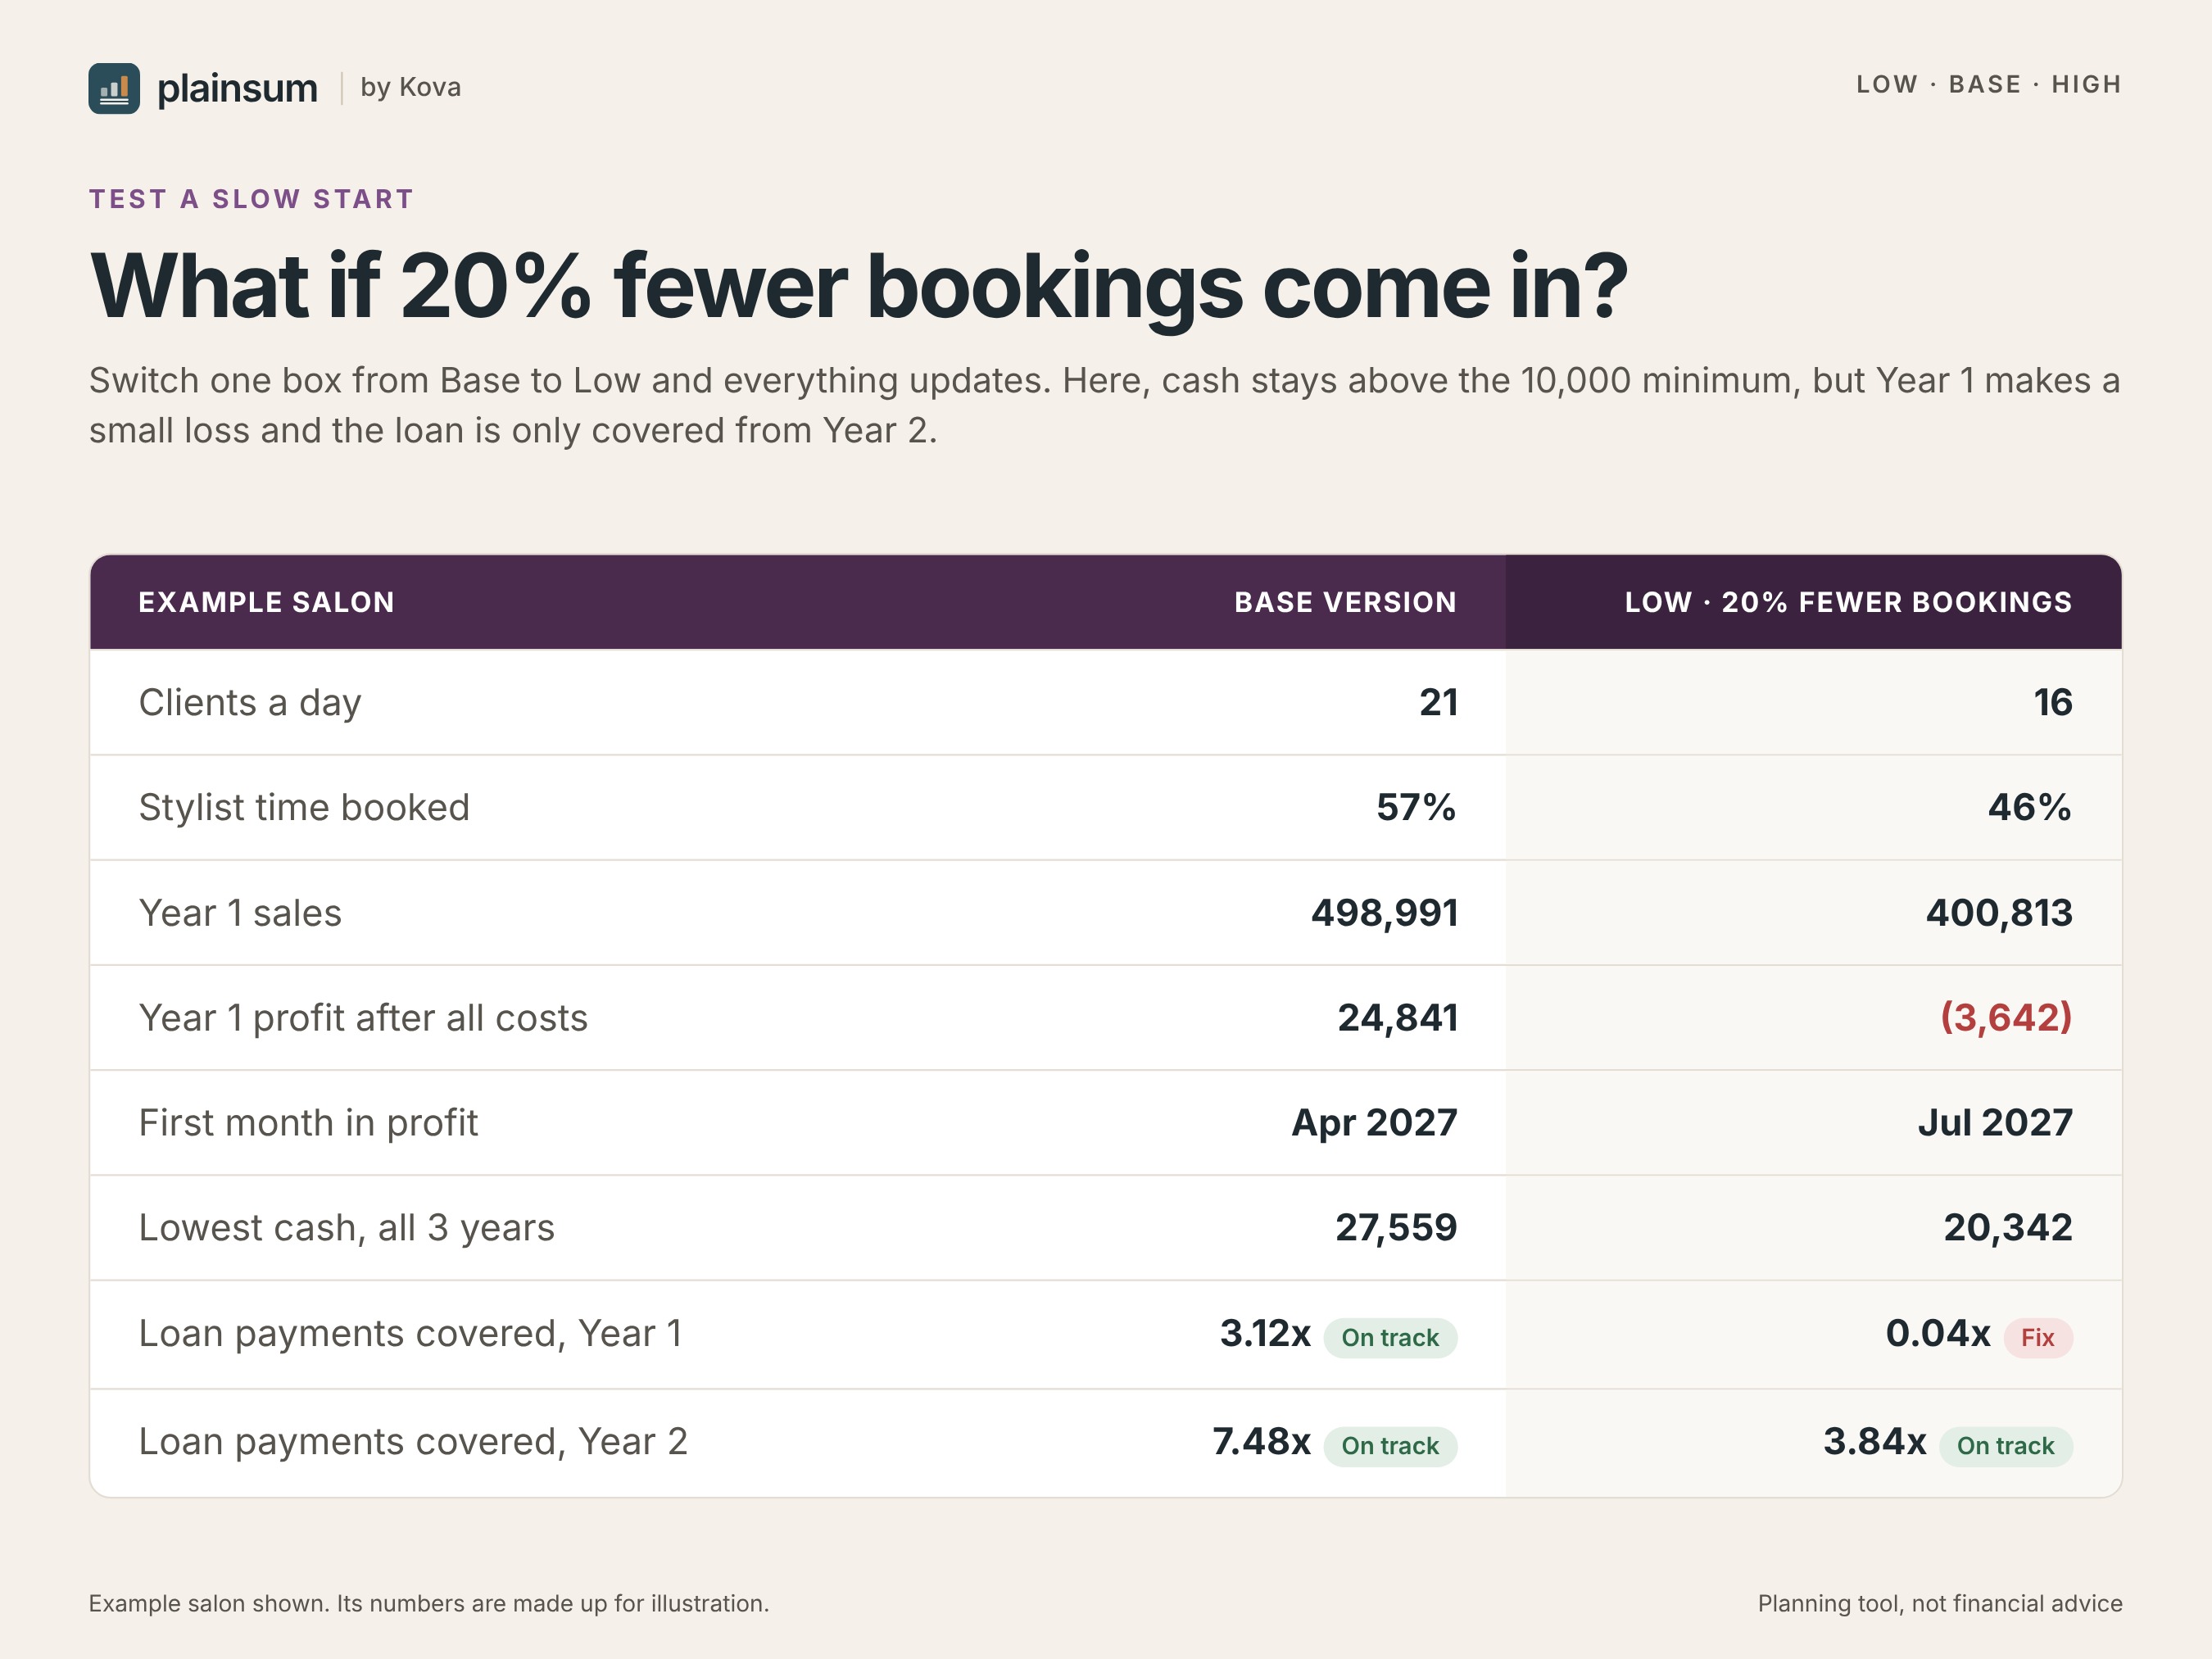 plainsum | by Kova
LOW · BASE · HIGH
TEST A SLOW START
What if 20% fewer bookings come in?
Switch one box from Base to Low and everything updates. Here, cash stays above the 10,000 minimum, but Year 1 makes a
small loss and the loan is only covered from Year 2.
EXAMPLE SALON BASE VERSION LOW · 20% FEWER BOOKINGS
Clients a day 21 16
Stylist time booked 57% 46%
Year 1 sales 498,991 400,813
Year 1 profit after all costs 24,841 (3,642)
First month in profit Apr 2027 Jul 2027
Lowest cash, all 3 years 27,559 20,342
Loan payments covered, Year 1 3.12x On track 0.04x Fix
Loan payments covered, Year 2 7.48x On track 3.84x On track
Example salon shown. Its numbers are made up for illustration.
Planning tool, not financial advice